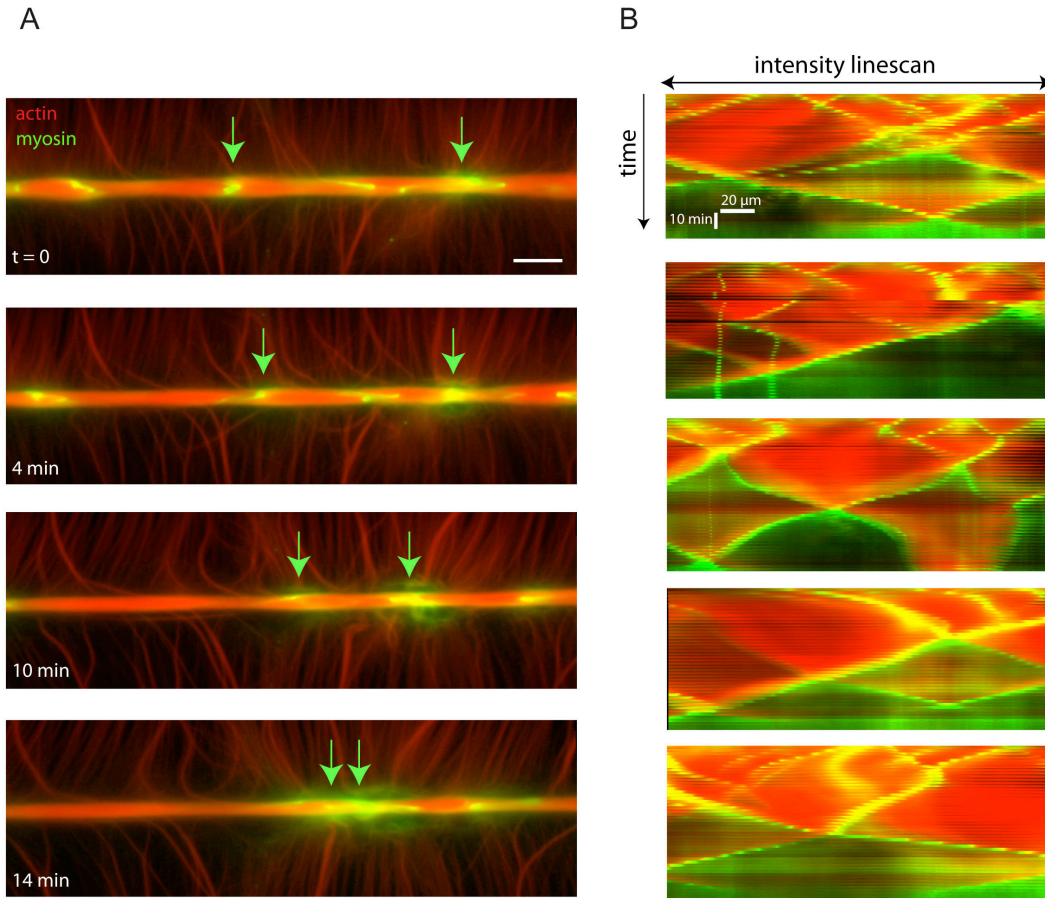 A
B
actin
myosin
t = 0
4 min
10 min
14 min
intensity linescan
time
20 µm
10 min